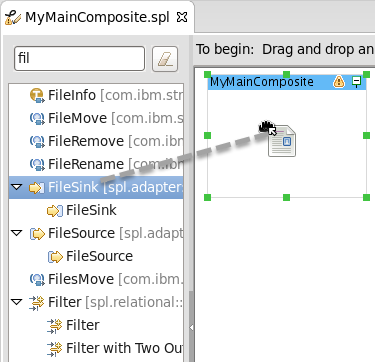 MyMainComposite.spl
fil
To begin: Drag and drop an
MyMainComposite
FileInfo [com.ibm.str
FileMove [com.ibm.s
FileRemove [com.ib
FileRename [com.ib
FileSink [spl.adapter
FileSink
FileSource [spl.adapt
FileSource
FilesMove [com.ibm.
Filter [spl.relational::
Filter
Filter with Two Ou